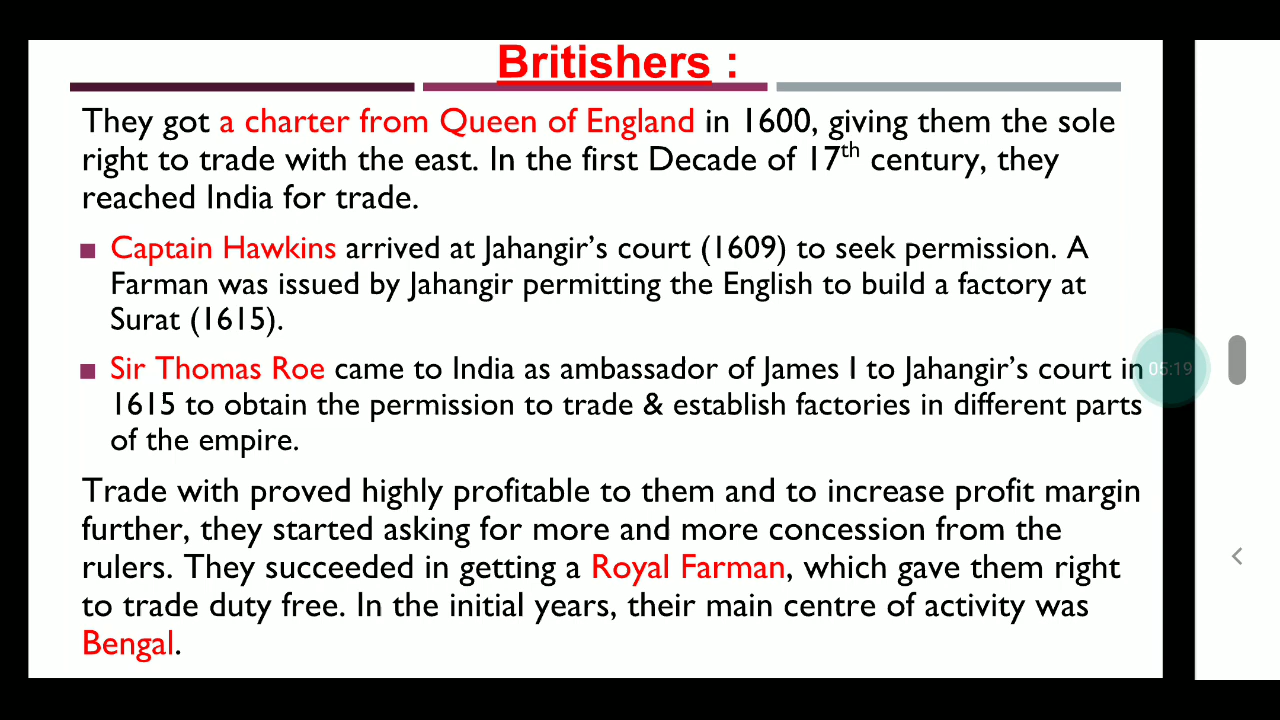 Britishers :
They got a charter from Queen of England in 1600, giving them the sole
right to trade with the east. In the first Decade of 17th century, they
reached India for trade.
■ Captain Hawkins arrived at Jahangir’s court (1609) to seek permission. A
Farman was issued by Jahangir permitting the English to build a factory at
Surat (1615).
■ Sir Thomas Roe came to India as ambassador of James I to Jahangir’s court in
1615 to obtain the permission to trade & establish factories in different parts
of the empire.
Trade with proved highly profitable to them and to increase profit margin
further, they started asking for more and more concession from the
rulers. They succeeded in getting a Royal Farman, which gave them right
to trade duty free. In the initial years, their main centre of activity was
Bengal.
05:19